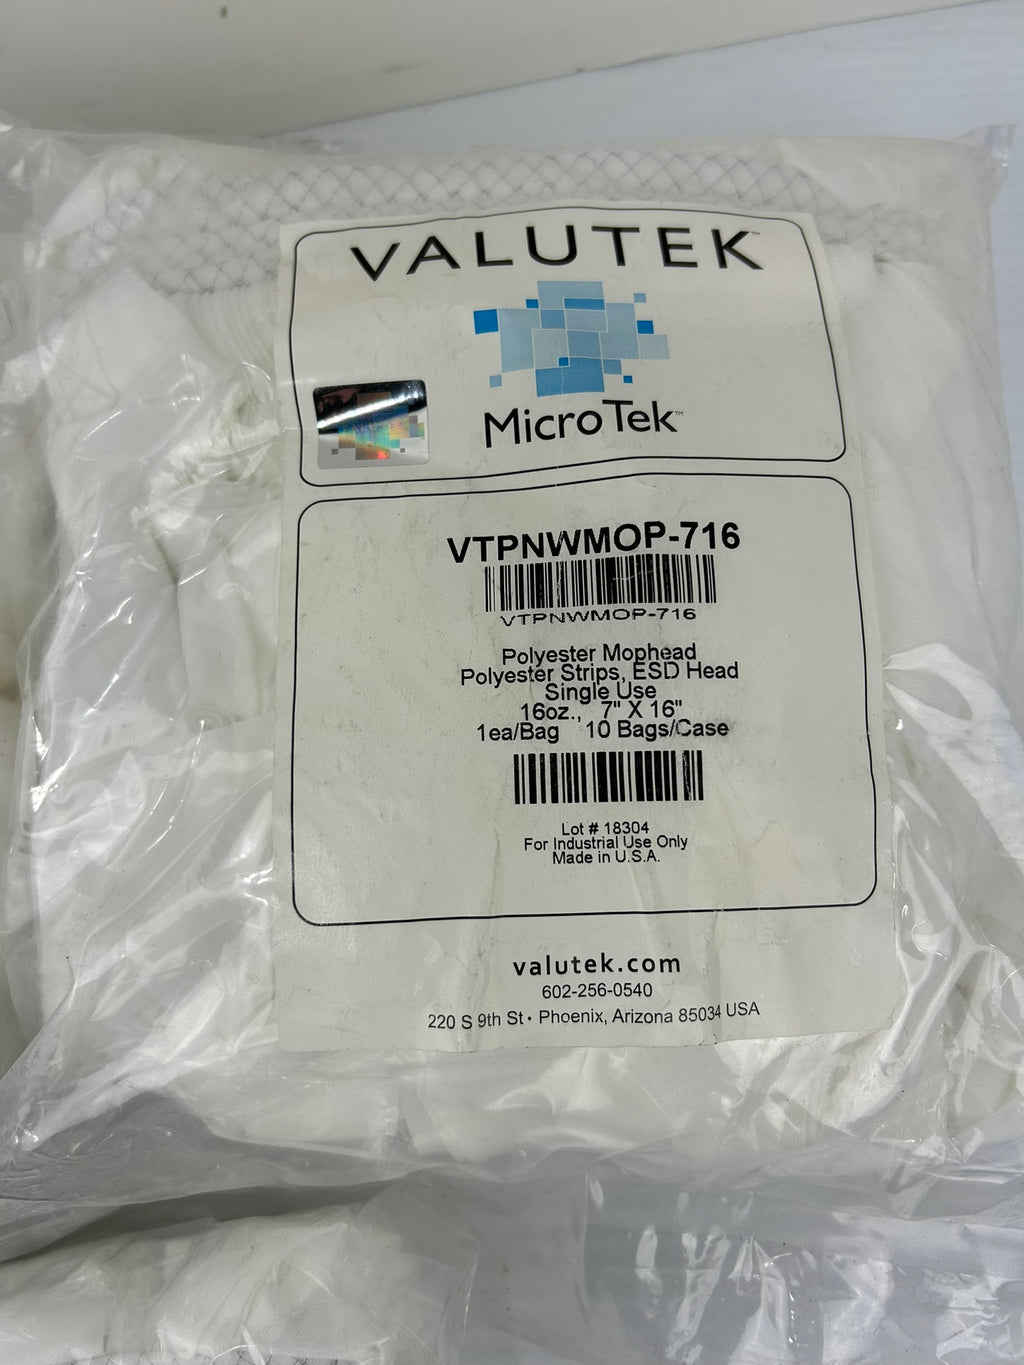 VALUTEK™
VALUTEK
MicroTek™
VTPNWMOP-716
VTPNWMOP-716
Polyester Mophead
Polyester Strips, ESD Head
Single Use
16oz., 7" X 16"
1ea/Bag 10 Bags/Case
Lot # 18304
For Industrial Use Only
Made in U.S.A.
valutek.com
602-256-0540
220 S 9th St • Phoenix, Arizona 85034 USA